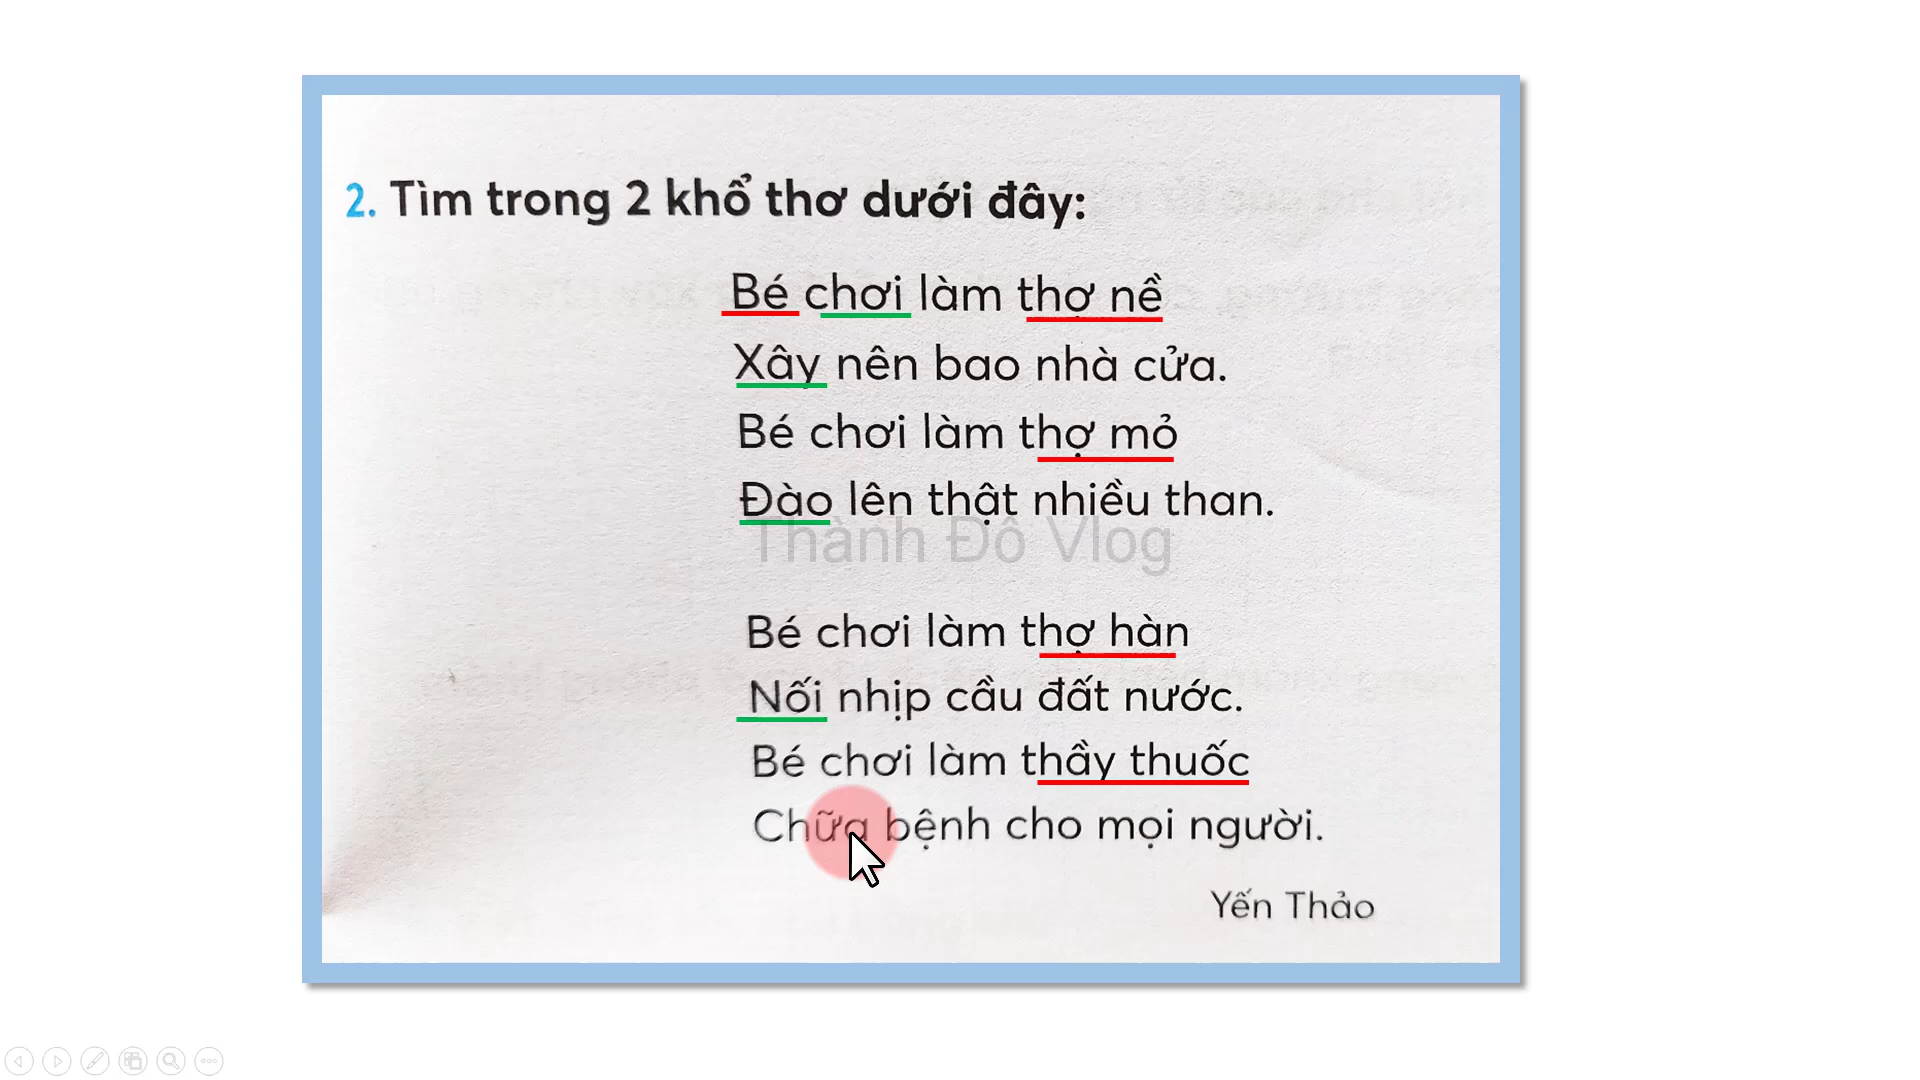 2. Tìm trong 2 khổ thơ dưới đây:
Bé chơi làm thợ nề
Xây nên bao nhà cửa.
Bé chơi làm thợ mỏ
Đào lên thật nhiều than.
Thành Đô Vlog
Bé chơi làm thợ hàn
Nối nhịp cầu đất nước.
Bé chơi làm thầy thuốc
Chữa bệnh cho mọi người.
Yến Thảo